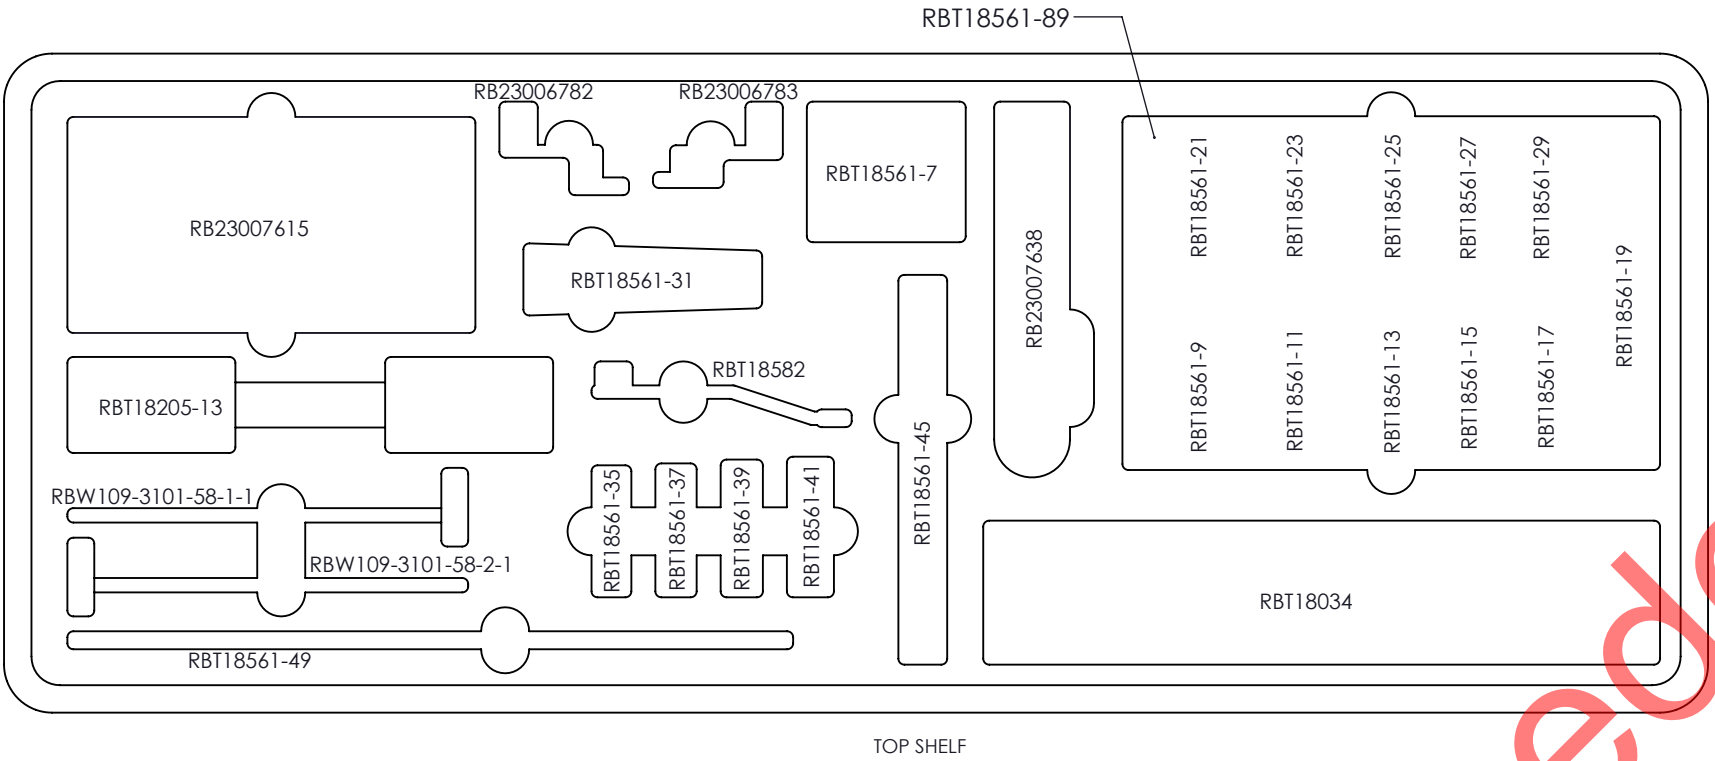 RBT18561-89
RB23006782
RB23006783
RBT18561-7
RB23007615
RBT18561-31
RB23007638
RBT18561-21
RBT18561-23
RBT18561-25
RBT18561-27
RBT18561-29
RBT18561-19
RBT18561-9
RBT18561-11
RBT18561-13
RBT18561-15
RBT18561-17
RBT18205-13
RBT18582
RBT18561-45
RBW109-3101-58-1-1
RBW109-3101-58-2-1
RBT18561-35
RBT18561-37
RBT18561-39
RBT18561-41
RBT18561-49
RBT18034
TOP SHELF